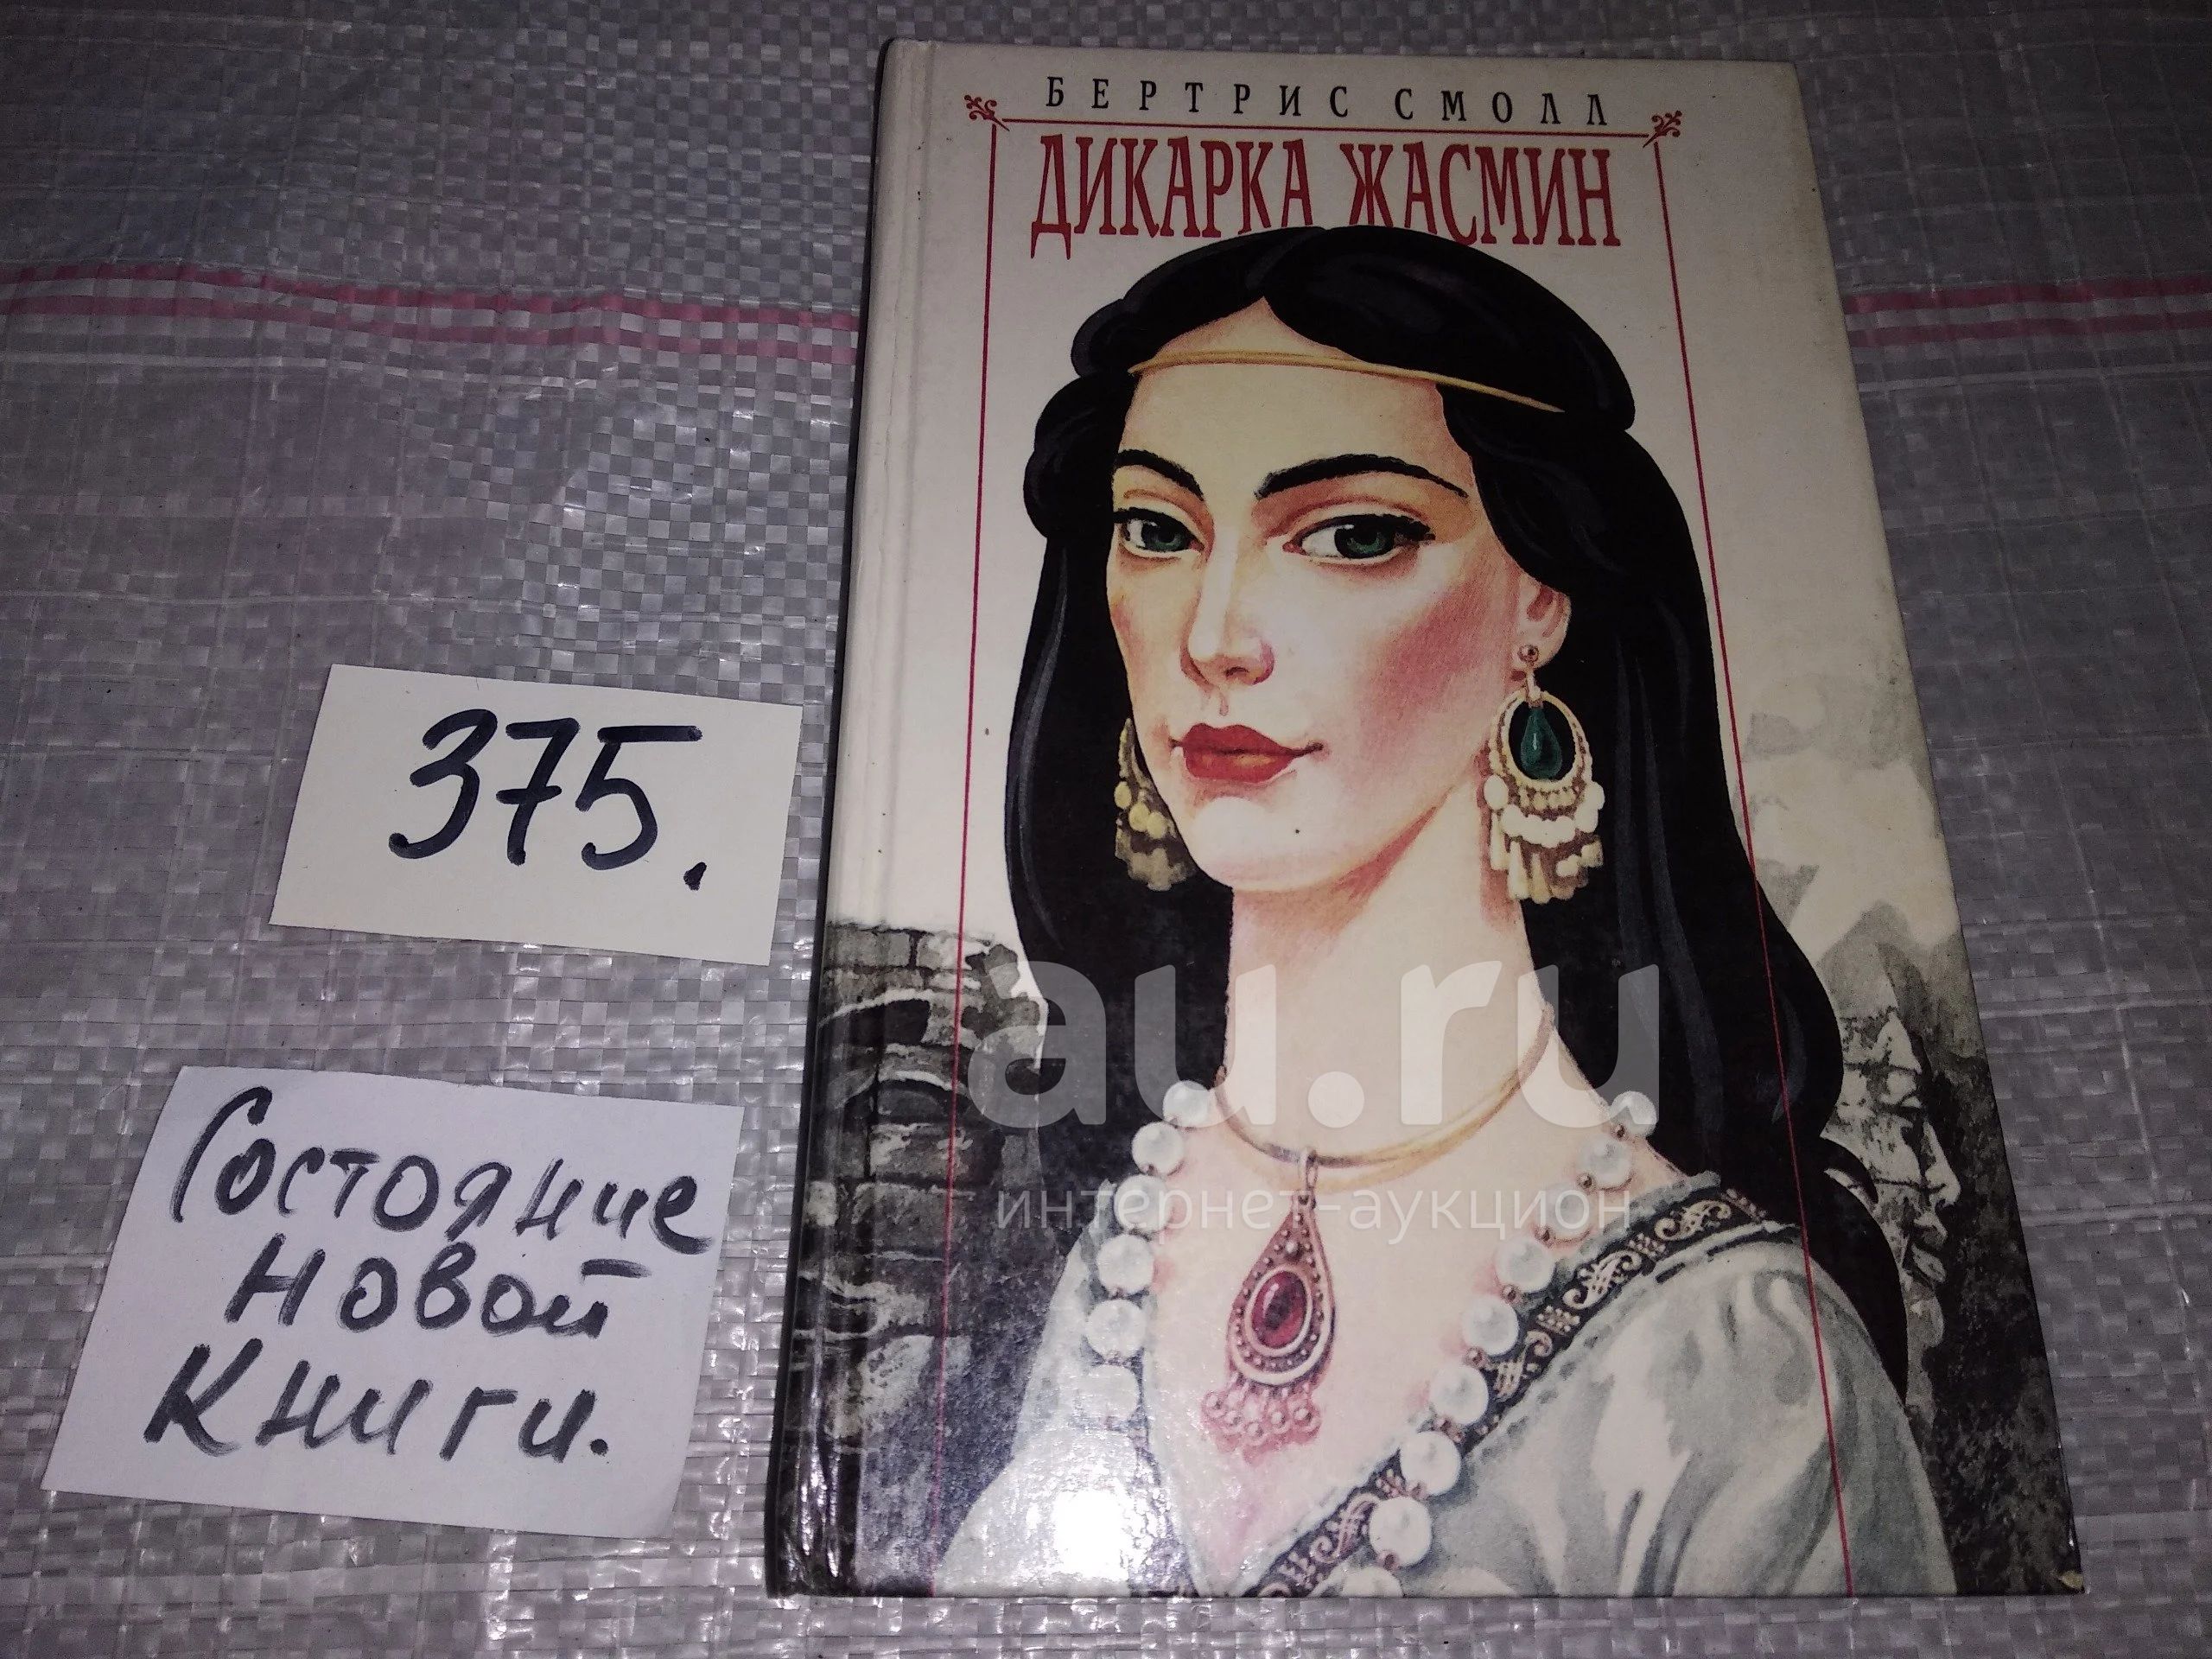 БЕРТРИС СМОЛЛ
ДИКАРКА ЖАСМИН
375.
Состояние
новой
книги.
au.ru
интернет-аукцион